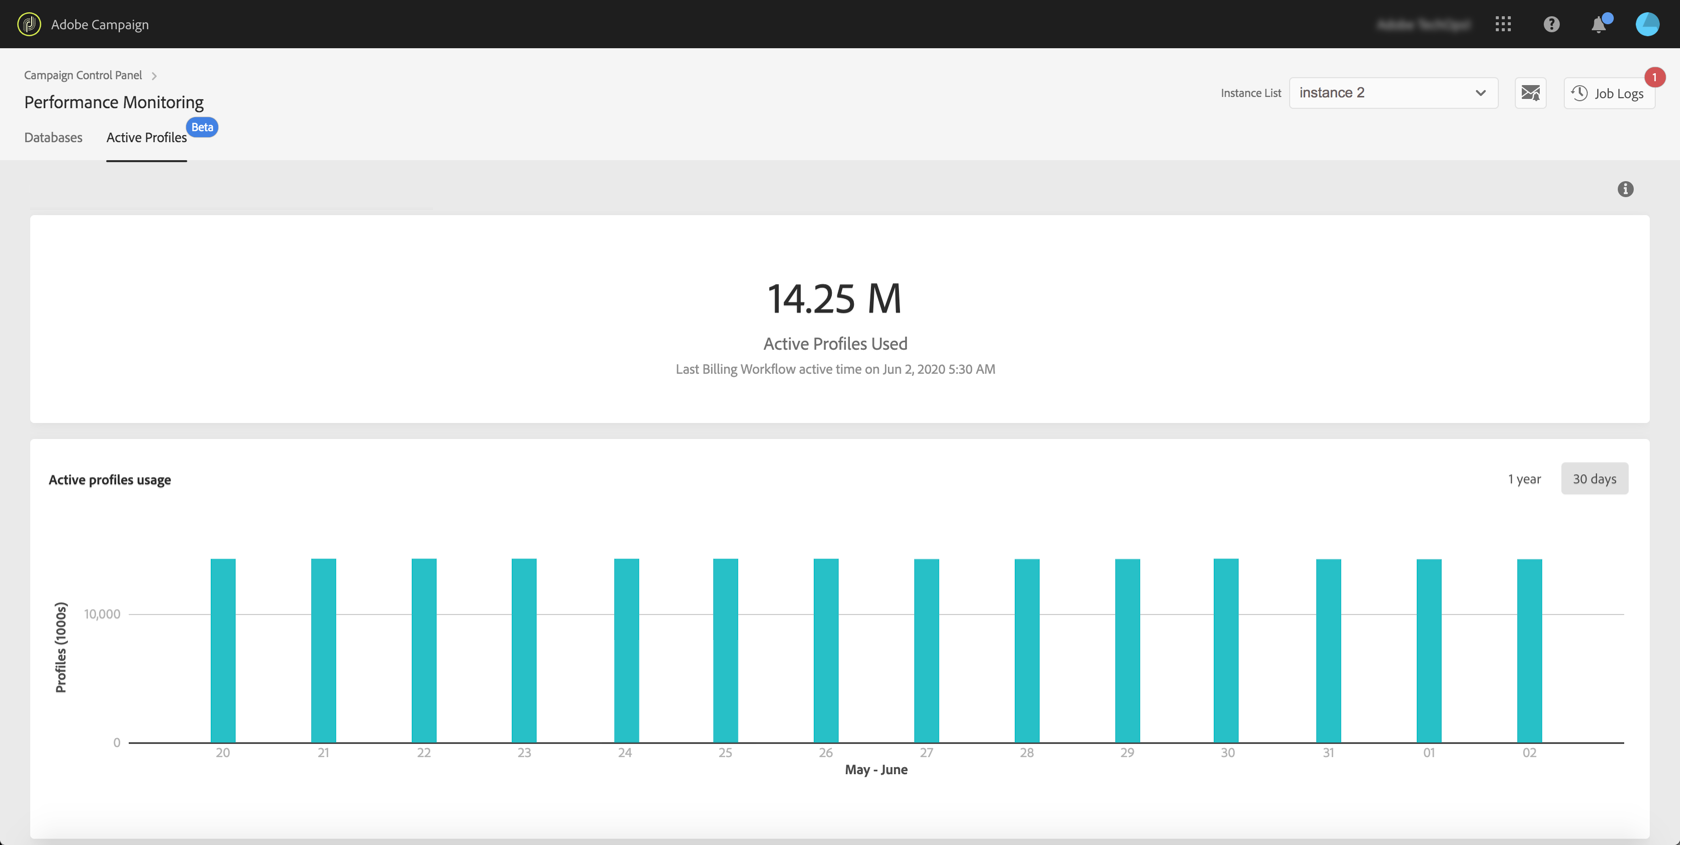 Adobe Campaign
Campaign Control Panel
Performance Monitoring
Instance List
instance 2
Job Logs
1
Databases
Active Profiles
Beta
14.25 M
Active Profiles Used
Last Billing Workflow active time on Jun 2, 2020 5:30 AM
Active profiles usage
1 year
30 days
Profiles (1000s)
10,000
0
20 21 22 23 24 25 26 27 28 29 30 31 01 02
May - June